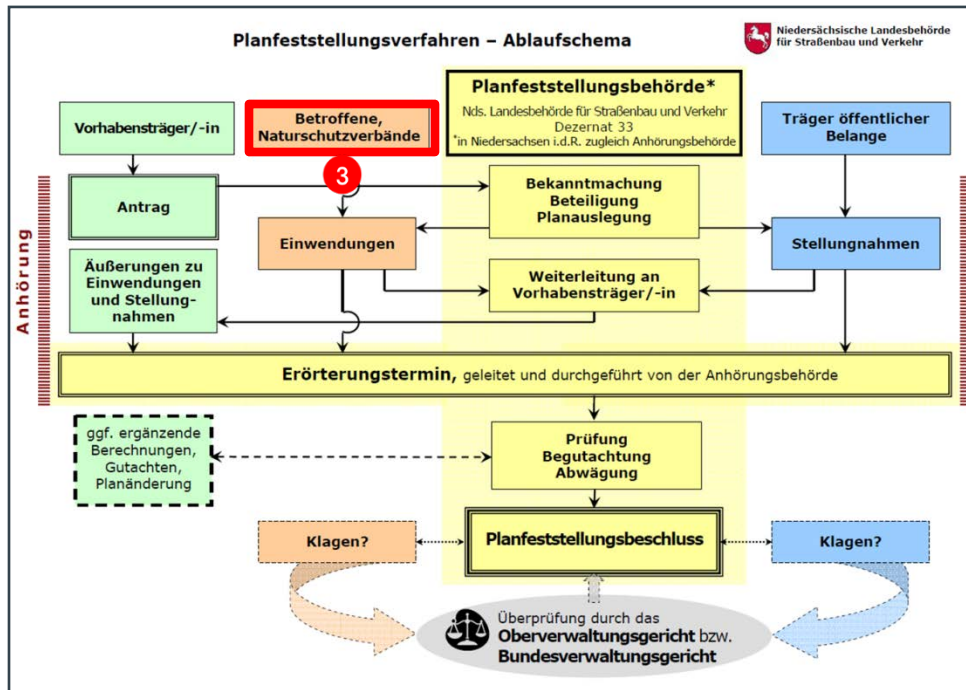 Planfeststellungsverfahren – Ablaufschema
Niedersächsische Landesbehörde
für Straßenbau und Verkehr
Vorhabensträger/-in
Betroffene,
Naturschutzverbände
3
Planfeststellungsbehörde*
Nds. Landesbehörde für Straßenbau und Verkehr
Dezernat 33
*in Niedersachsen i.d.R. zugleich Anhörungsbehörde
Träger öffentlicher
Belange
Anhörung
Antrag
Bekanntmachung
Beteiligung
Planauslegung
Einwendungen
Stellungnahmen
Äußerungen zu
Einwendungen
und Stellung-
nahmen
Weiterleitung an
Vorhabensträger/-in
Erörterungstermin, geleitet und durchgeführt von der Anhörungsbehörde
ggf. ergänzende
Berechnungen,
Gutachten,
Planänderung
Prüfung
Begutachtung
Abwägung
Klagen?
Planfeststellungsbeschluss
Klagen?
Überprüfung durch das
Oberverwaltungsgericht bzw.
Bundesverwaltungsgericht